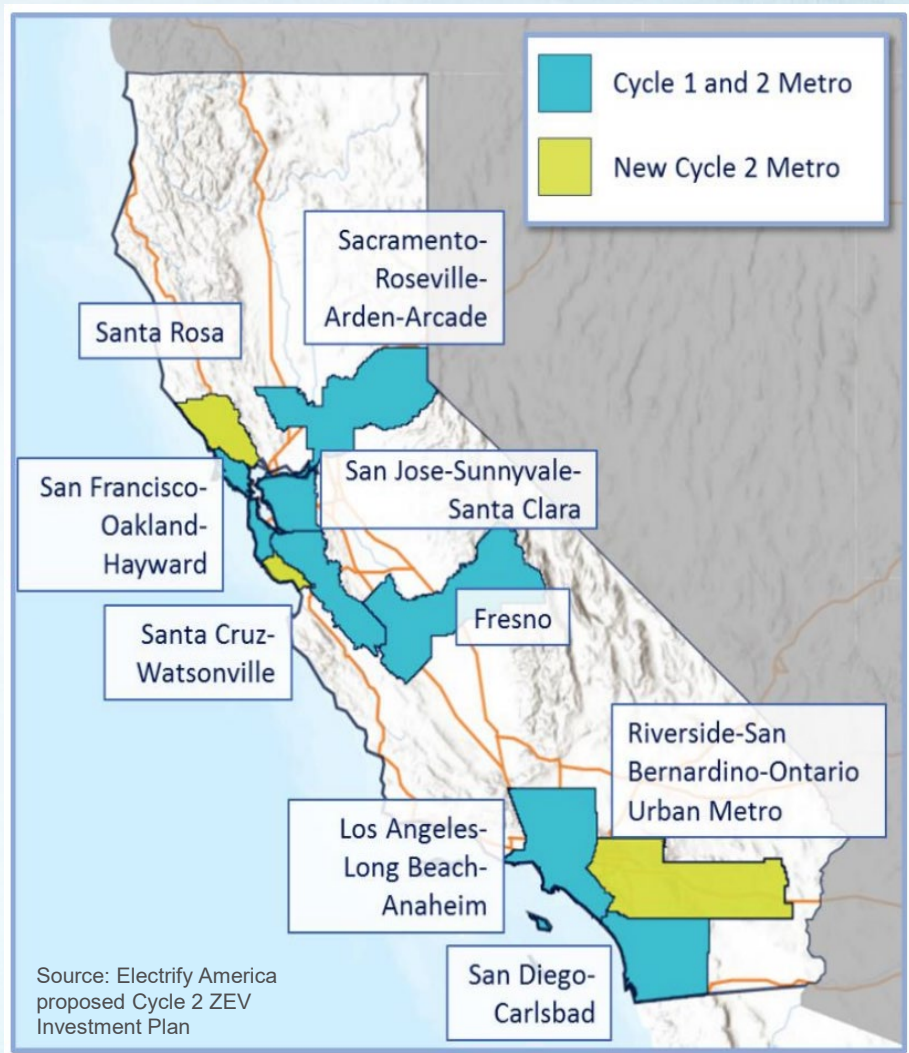 Cycle 1 and 2 Metro
New Cycle 2 Metro
Sacramento-
Roseville-
Arden-Arcade
Santa Rosa
San Francisco-
Oakland-
Hayward
San Jose-Sunnyvale-
Santa Clara
Santa Cruz-
Watsonville
Fresno
Riverside-San
Bernardino-Ontario
Urban Metro
Los Angeles-
Long Beach-
Anaheim
San Diego-
Carlsbad
Source: Electrify America
proposed Cycle 2 ZEV
Investment Plan